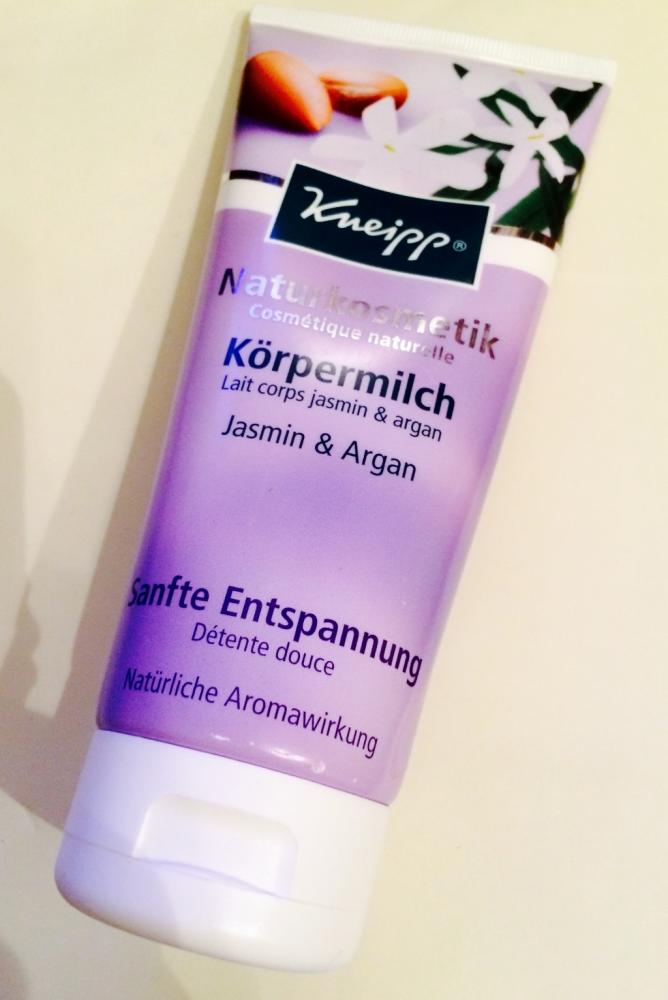 Kneipp®
Naturkosmetik
Cosmétique naturelle
Körpermilch
Lait corps jasmin & argan
Jasmin & Argan
Sanfte Entspannung
Détente douce
Natürliche Aromawirkung